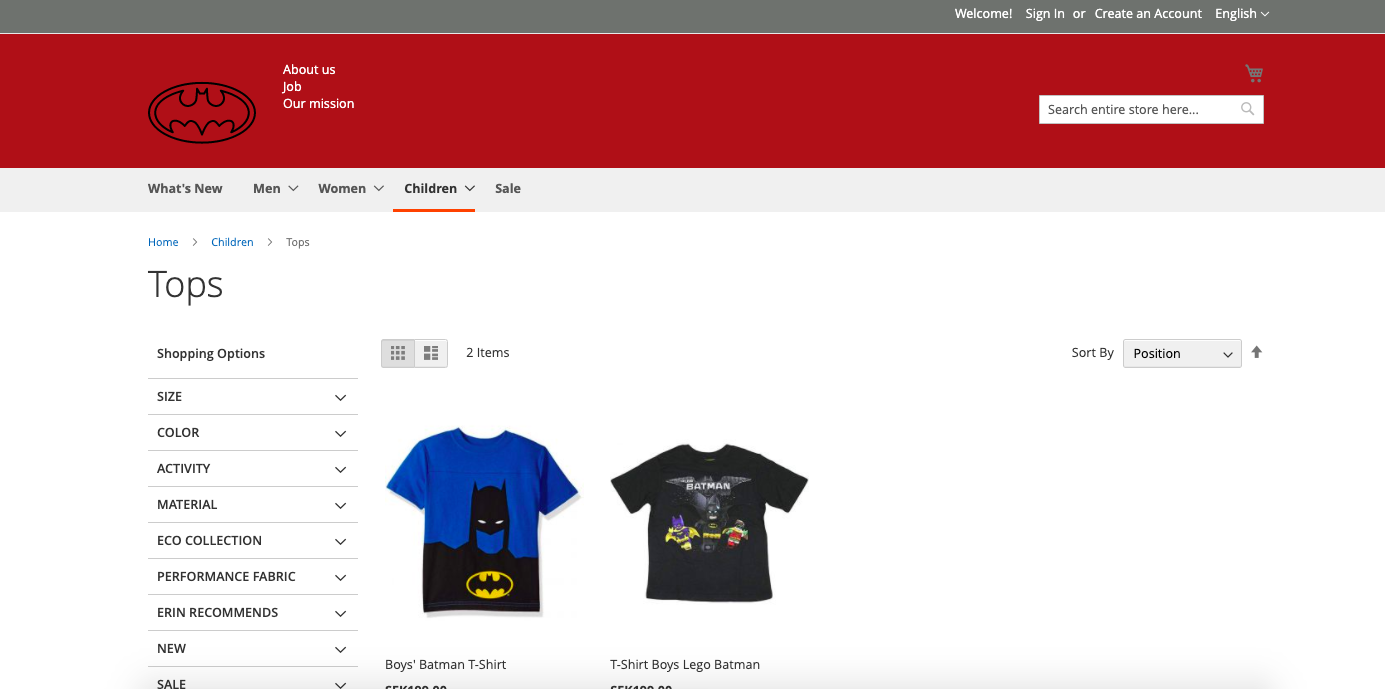 Welcome! Sign In or Create an Account English
About us
Job
Our mission
Search entire store here...
What's New Men Women Children Sale
Home Children Tops
Tops
Shopping Options
2 Items
Sort By Position
SIZE
COLOR
ACTIVITY
MATERIAL
ECO COLLECTION
PERFORMANCE FABRIC
ERIN RECOMMENDS
NEW
SALE
BATMAN
Boys' Batman T-Shirt
T-Shirt Boys Lego Batman